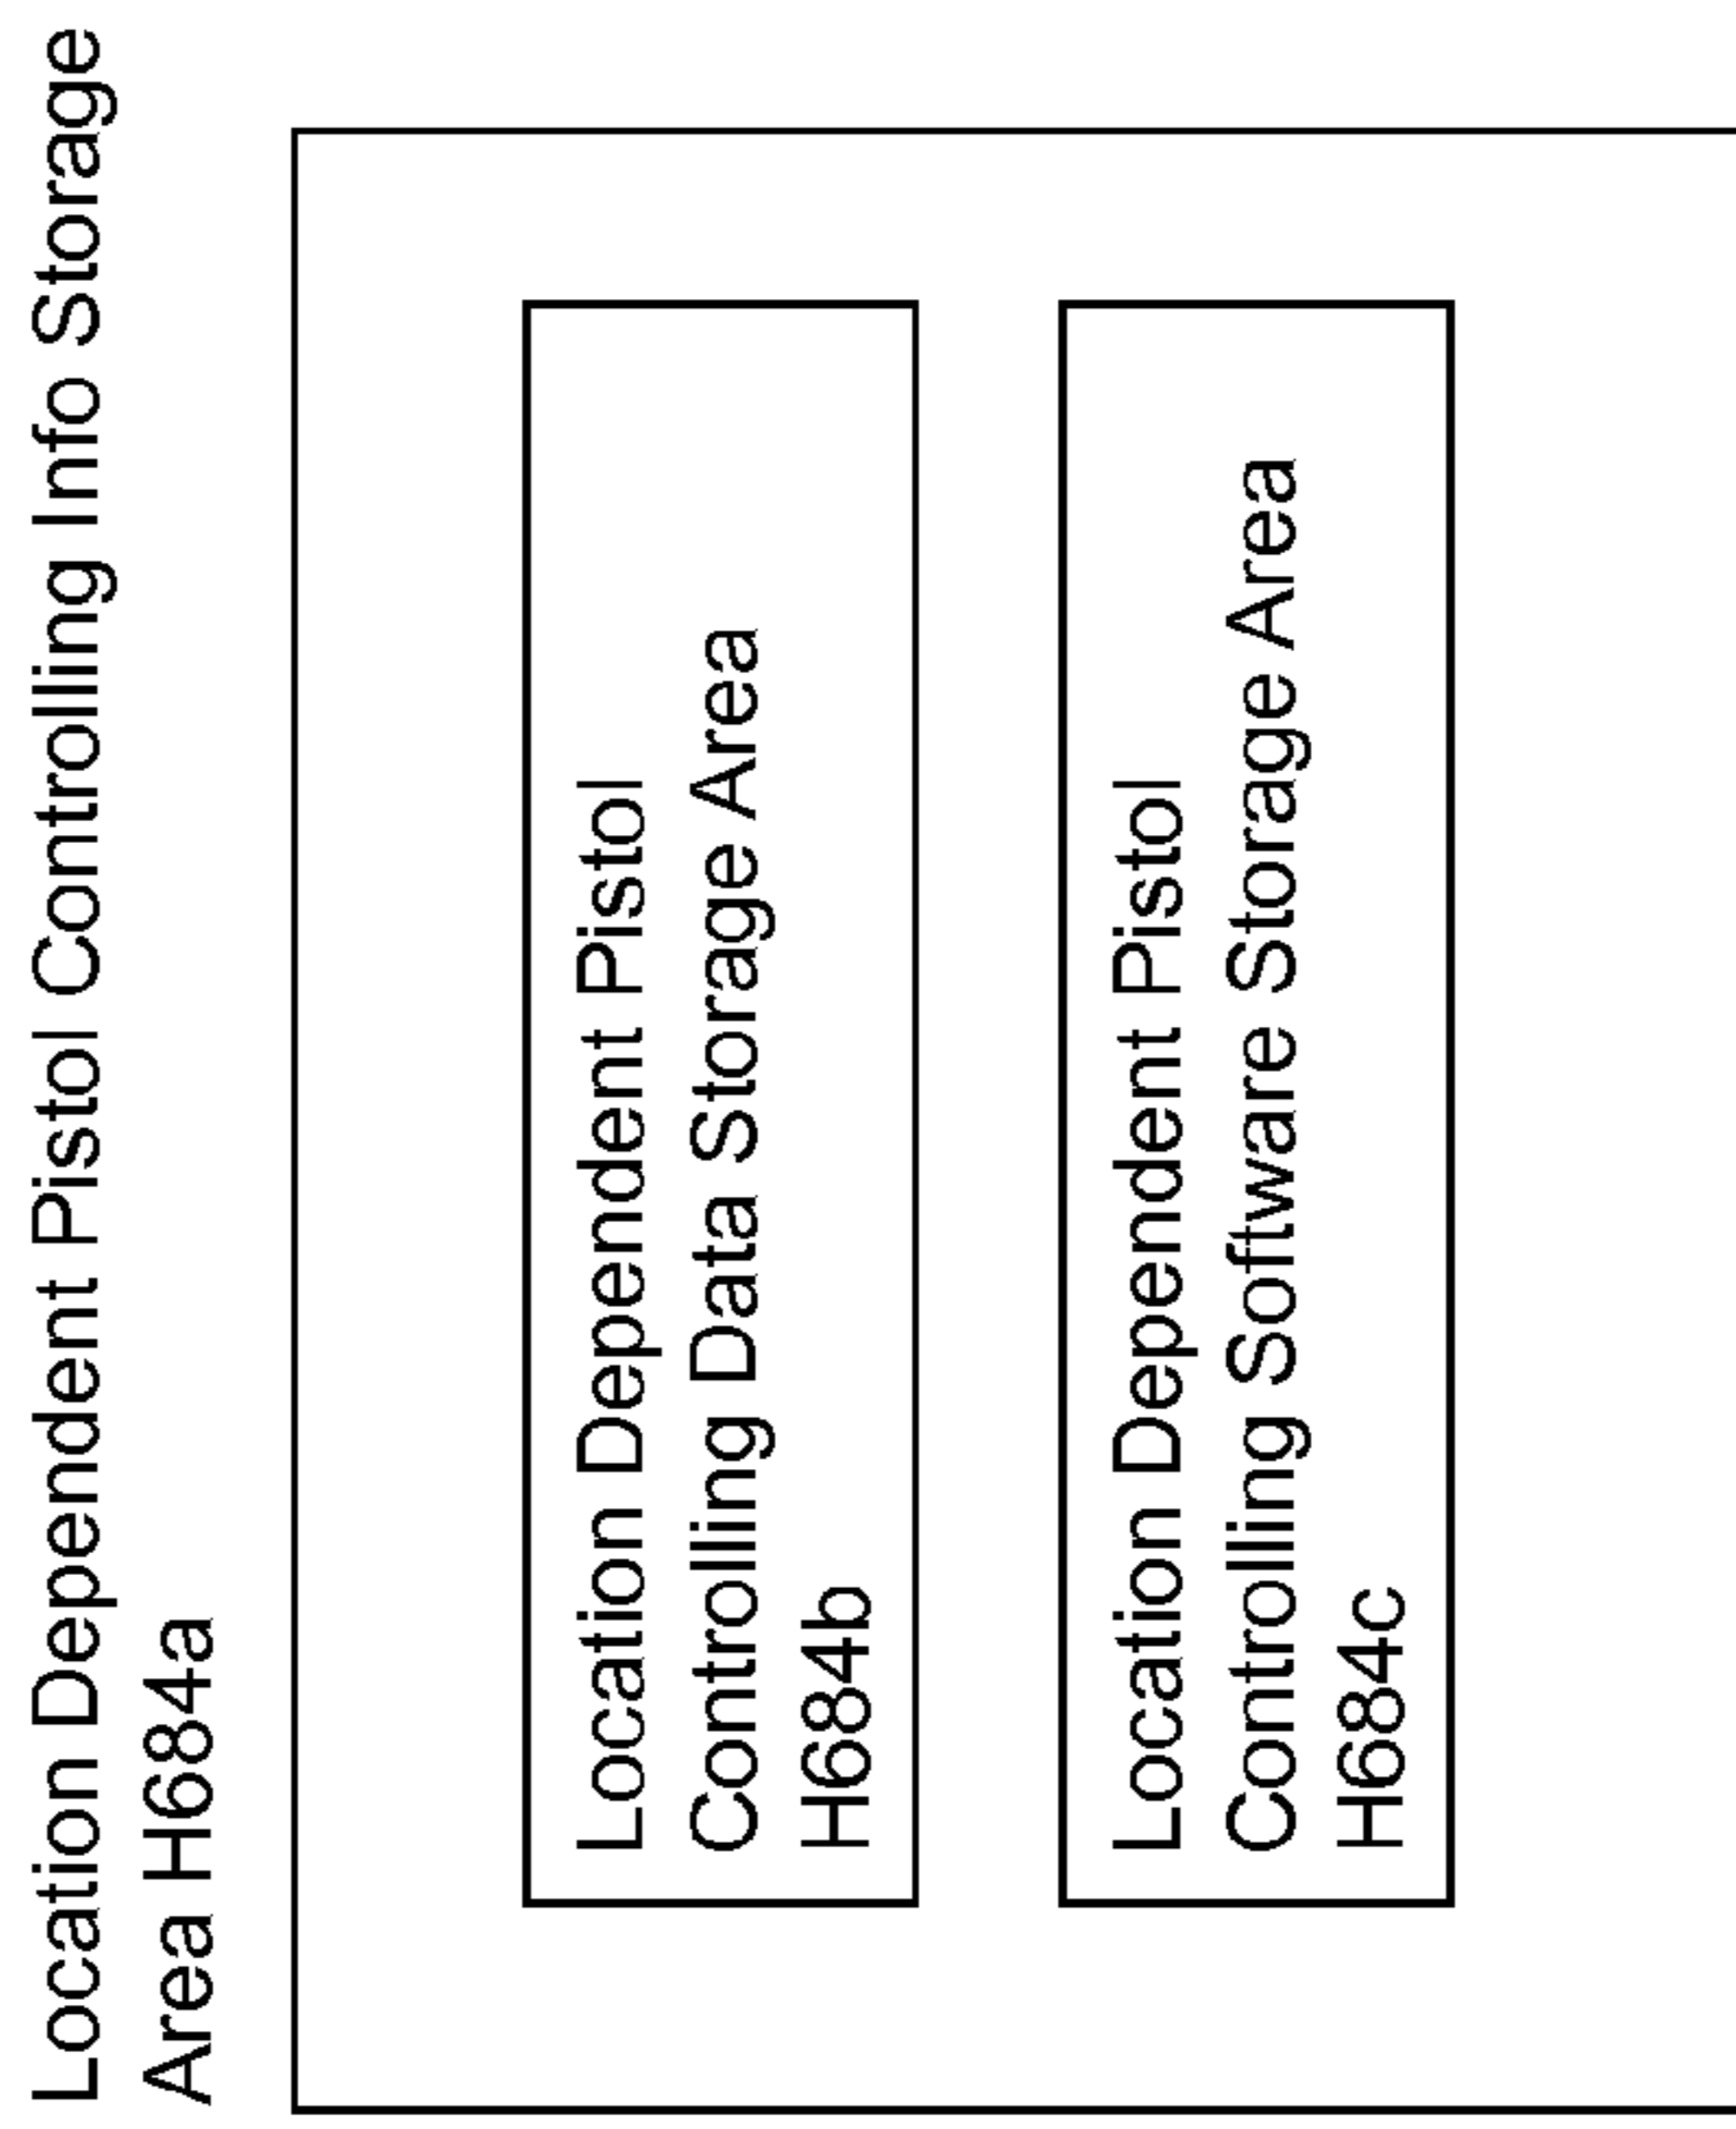 Location Dependent Pistol Controlling Info Storage
Area H684a
Location Dependent Pistol
Controlling Data Storage Area
H684b
Location Dependent Pistol
Controlling Software Storage Area
H684c